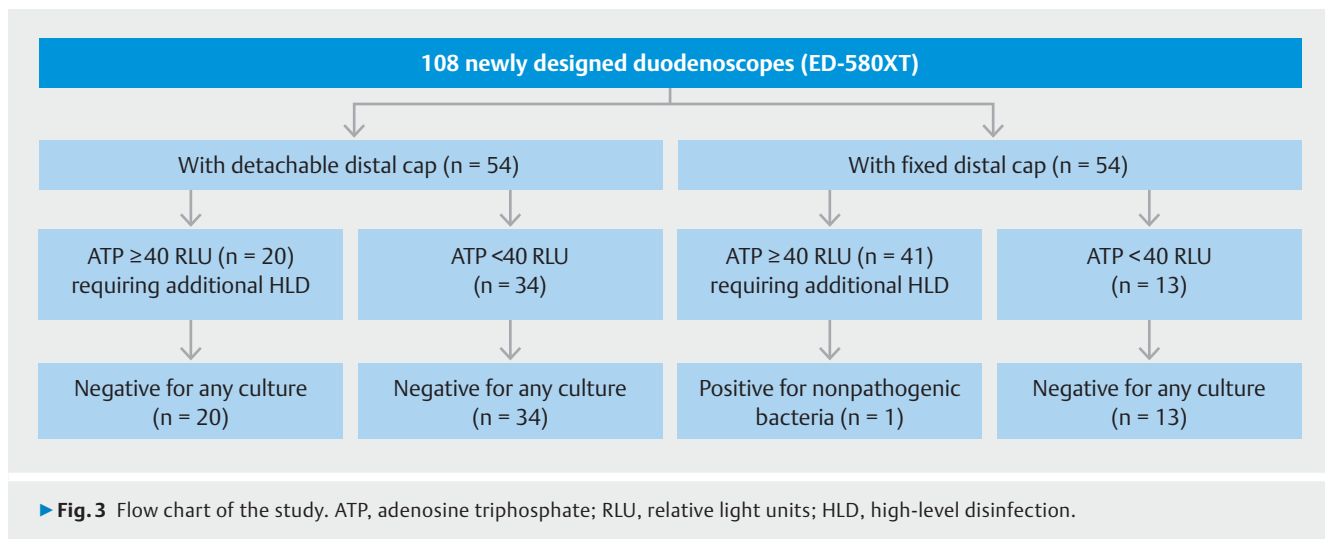 108 newly designed duodenoscopes (ED-580XT)
With detachable distal cap (n = 54)
With fixed distal cap (n = 54)
ATP ≥40 RLU (n = 20)
requiring additional HLD
ATP <40 RLU
(n = 34)
ATP ≥ 40 RLU (n = 41)
requiring additional HLD
ATP < 40 RLU
(n = 13)
Negative for any culture
(n = 20)
Negative for any culture
(n = 34)
Positive for nonpathogenic
bacteria (n = 1)
Negative for any culture
(n = 13)
▶ Fig. 3 Flow chart of the study. ATP, adenosine triphosphate; RLU, relative light units; HLD, high-level disinfection.